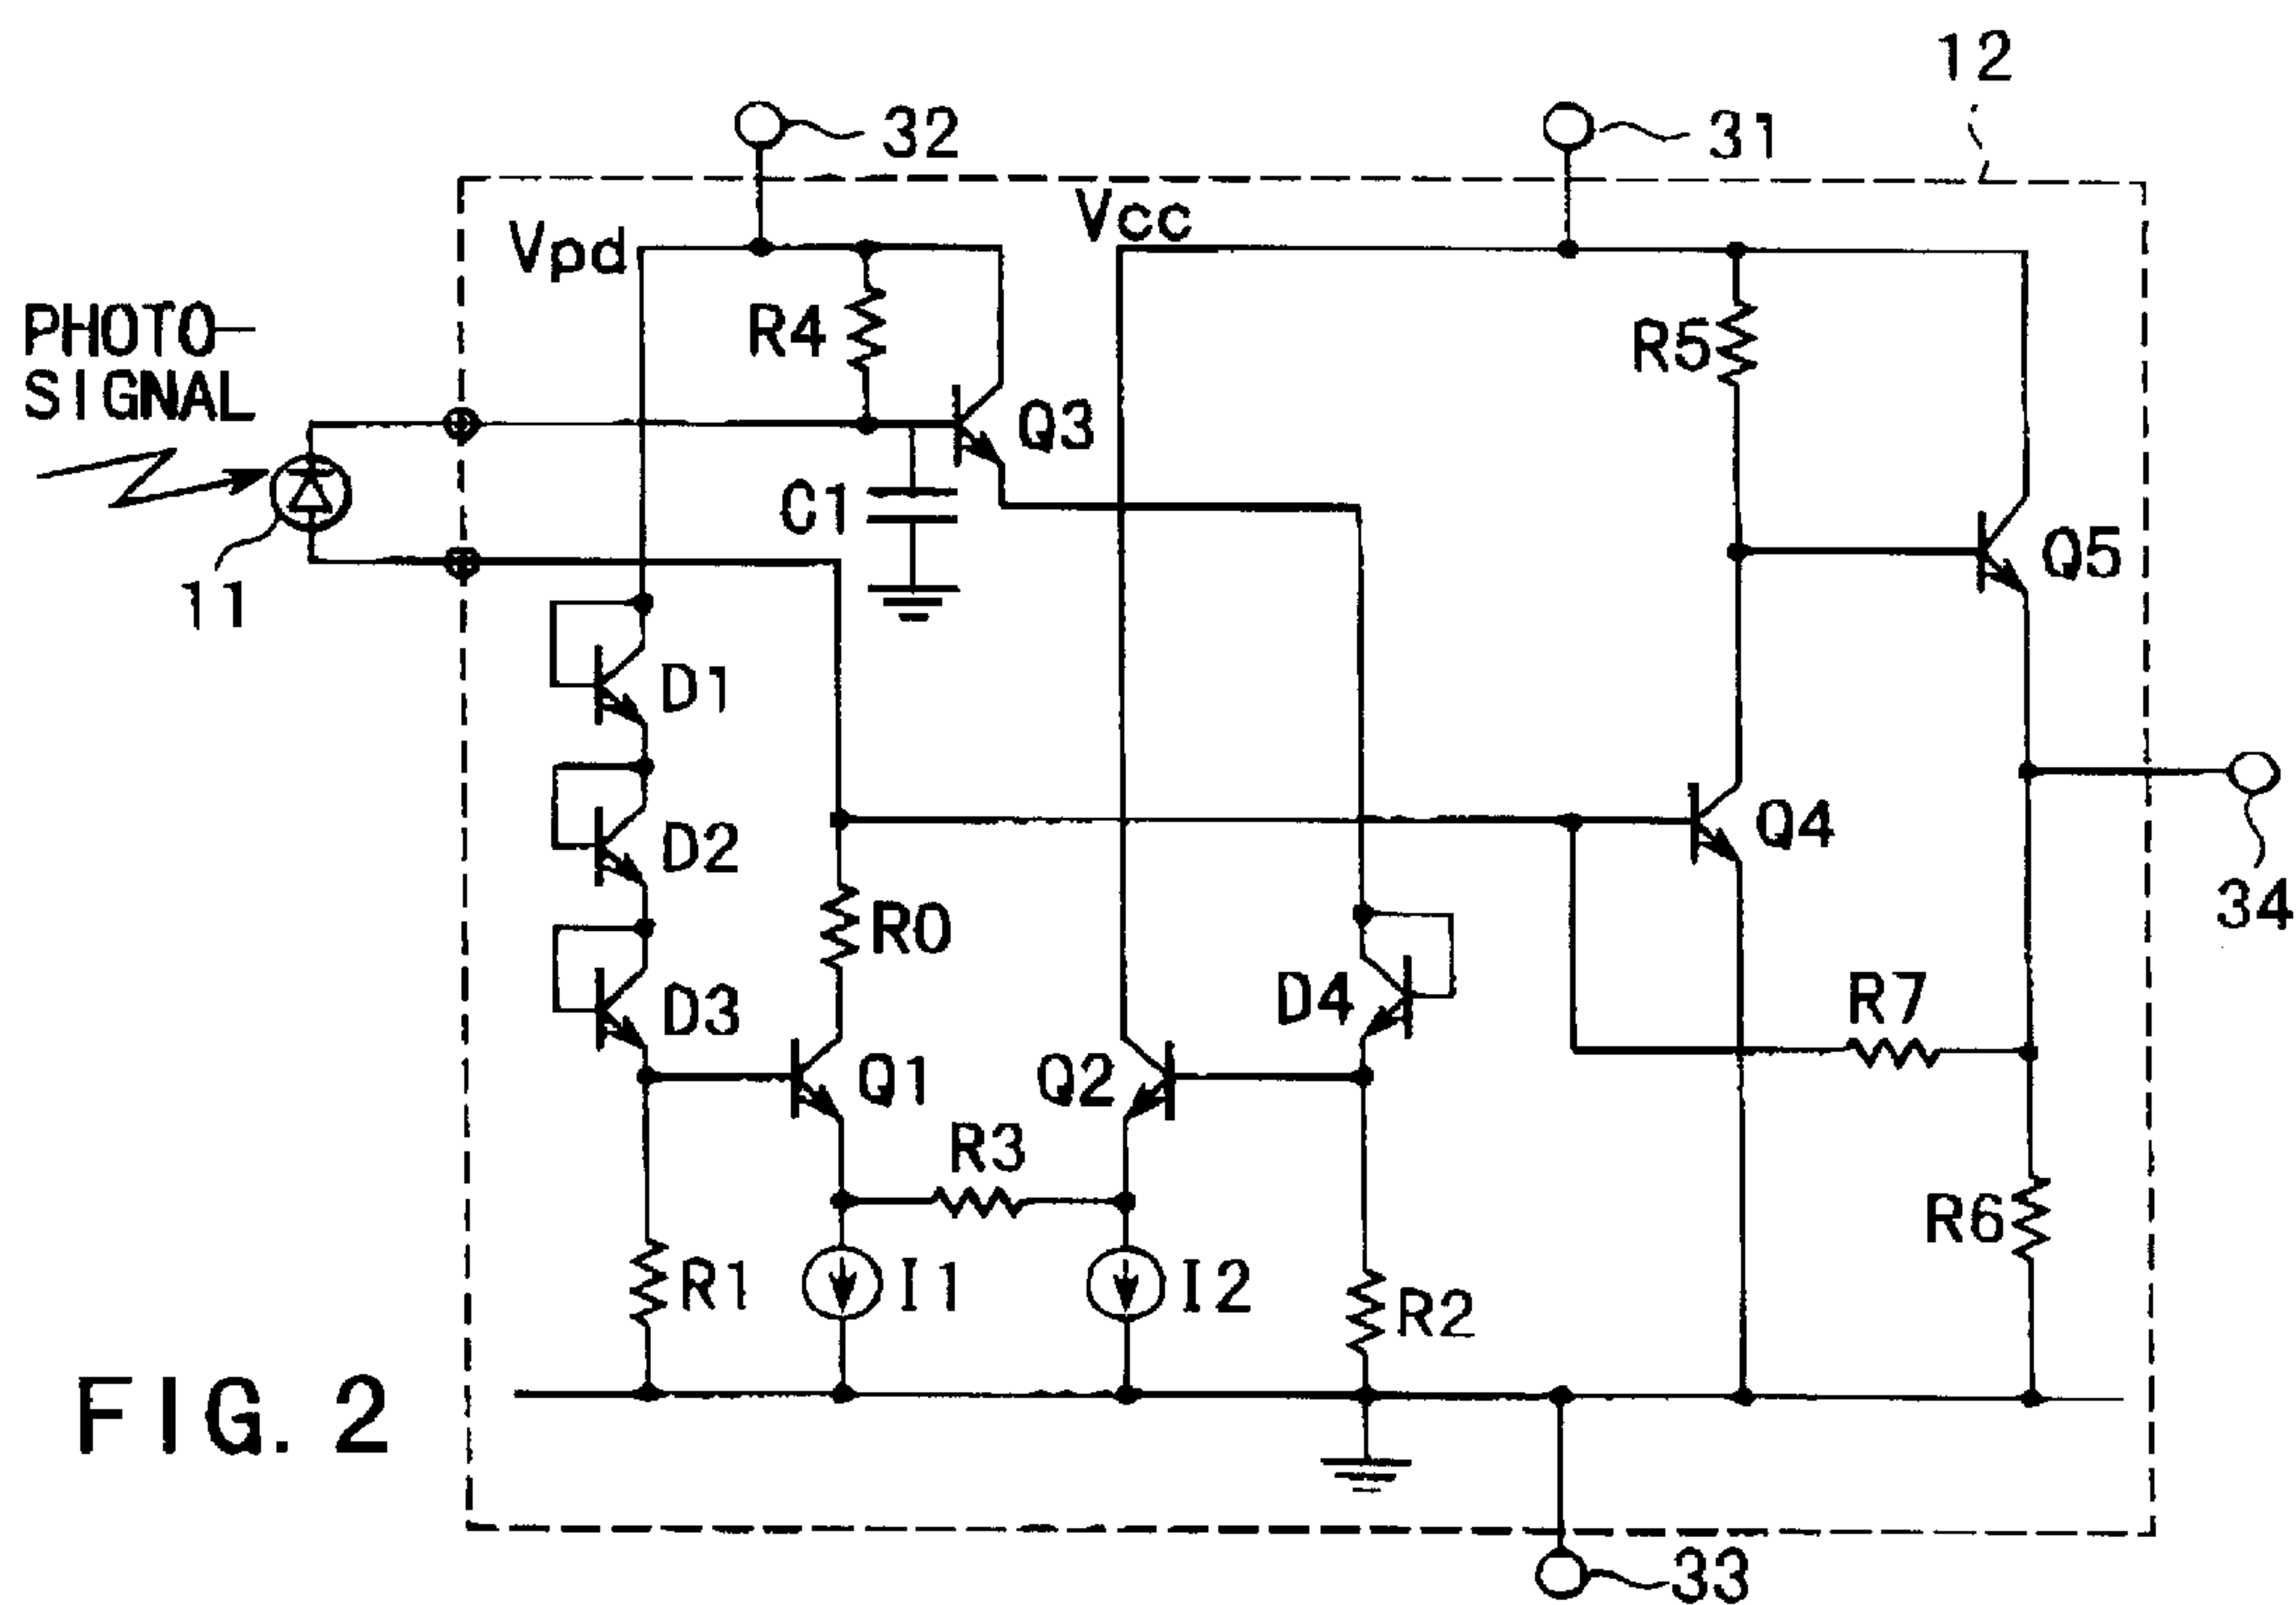 12
32
31
Vpd
Vcc
PHOTO-
SIGNAL
R4
R5
Q3
C1
Q5
11
D1
D2
Q4
34
R0
D3
D4
R7
Q1
Q2
R3
R6
R1
I1
I2
R2
FIG. 2
33